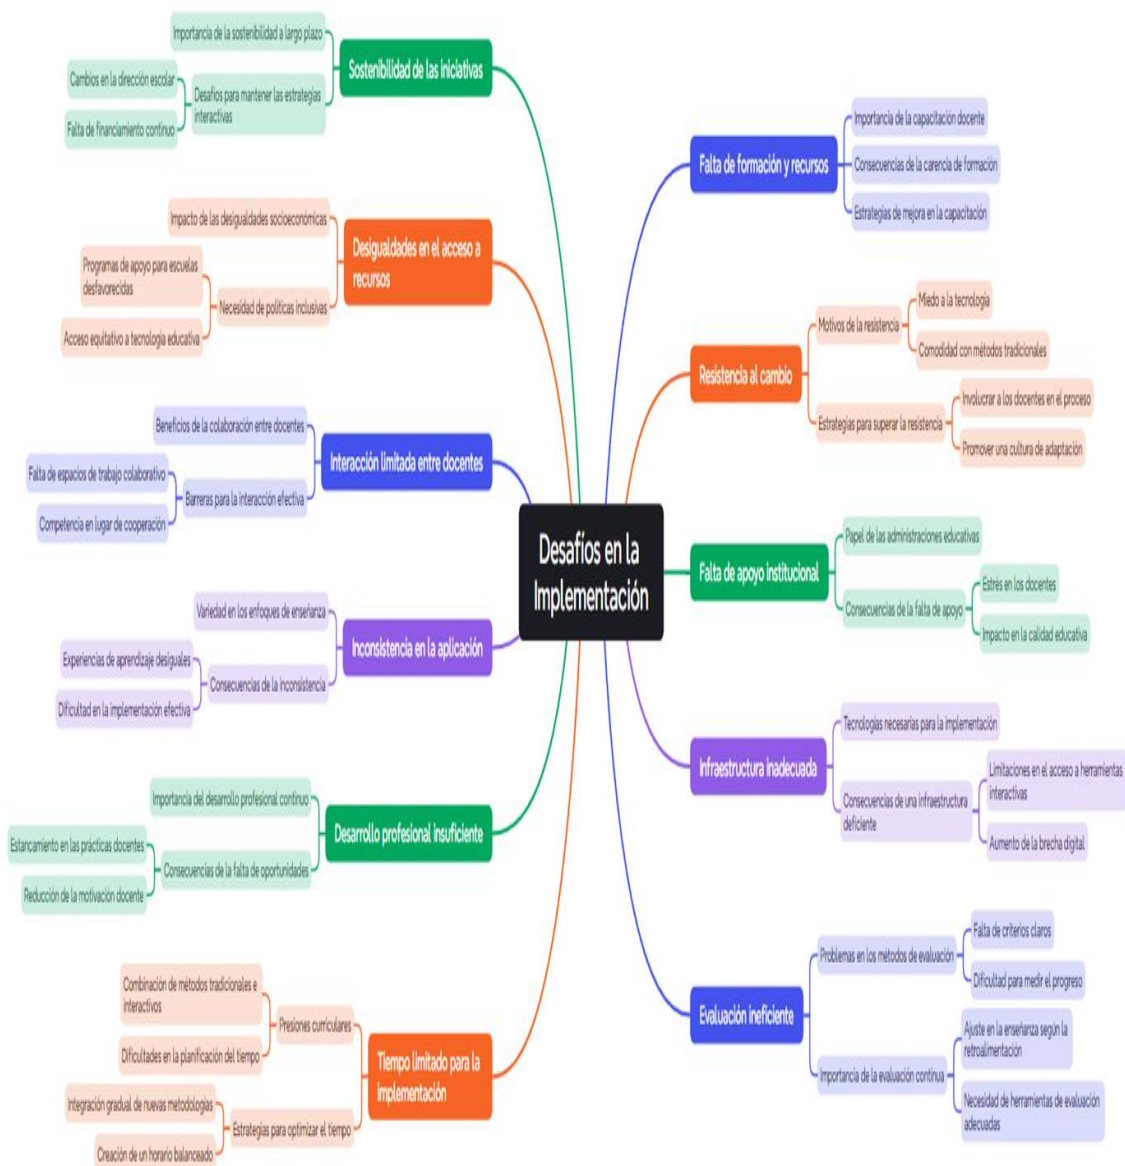 Desafíos en la
Implementación
Sostenibilidad de las iniciativas
Importancia de la sostenibilidad a largo plazo
Desafíos para mantener las estrategias
interactivas
Cambios en la dirección escolar
Falta de financiamiento continuo
Desigualdades en el acceso a
recursos
Impacto de las desigualdades socioeconómicas
Necesidad de políticas inclusivas
Programas de apoyo para escuelas
desfavorecidas
Acceso equitativo a tecnología educativa
Interacción limitada entre docentes
Beneficios de la colaboración entre docentes
Barreras para la interacción efectiva
Falta de espacios de trabajo colaborativo
Competencia en lugar de cooperación
Inconsistencia en la aplicación
Variedad en los enfoques de enseñanza
Consecuencias de la inconsistencia
Experiencias de aprendizaje desiguales
Dificultad en la implementación efectiva
Desarrollo profesional insuficiente
Importancia del desarrollo profesional continuo
Consecuencias de la falta de oportunidades
Estancamiento en las prácticas docentes
Reducción de la motivación docente
Tiempo limitado para la
implementación
Presiones curriculares
Combinación de métodos tradicionales e
interactivos
Dificultades en la planificación del tiempo
Estrategias para optimizar el tiempo
Integración gradual de nuevas metodologías
Creación de un horario balanceado
Falta de formación y recursos
Importancia de la capacitación docente
Consecuencias de la carencia de formación
Estrategias de mejora en la capacitación
Resistencia al cambio
Motivos de la resistencia
Miedo a la tecnología
Comodidad con métodos tradicionales
Estrategias para superar la resistencia
Involucrar a los docentes en el proceso
Promover una cultura de adaptación
Falta de apoyo institucional
Papel de las administraciones educativas
Consecuencias de la falta de apoyo
Estrés en los docentes
Impacto en la calidad educativa
Infraestructura inadecuada
Tecnologías necesarias para la implementación
Consecuencias de una infraestructura
deficiente
Limitaciones en el acceso a herramientas
interactivas
Aumento de la brecha digital
Evaluación ineficiente
Problemas en los métodos de evaluación
Falta de criterios claros
Dificultad para medir el progreso
Importancia de la evaluación continua
Ajuste en la enseñanza según la
retroalimentación
Necesidad de herramientas de evaluación
adecuadas